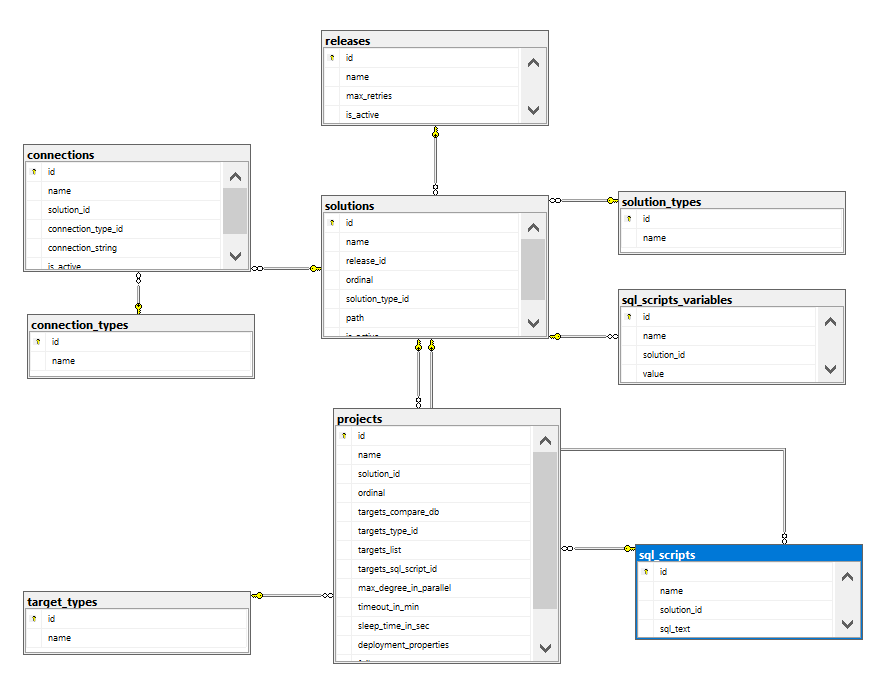 releases
id
name
max_retries
is_active
connections
id
name
solution_id
connection_type_id
connection_string
is_active
solutions
id
name
release_id
ordinal
solution_type_id
path
is_active
solution_types
id
name
sql_scripts_variables
id
name
solution_id
value
connection_types
id
name
projects
id
name
solution_id
ordinal
targets_compare_db
targets_type_id
targets_list
targets_sql_script_id
max_degree_in_parallel
timeout_in_min
sleep_time_in_sec
deployment_properties
sql_scripts
id
name
solution_id
sql_text
target_types
id
name